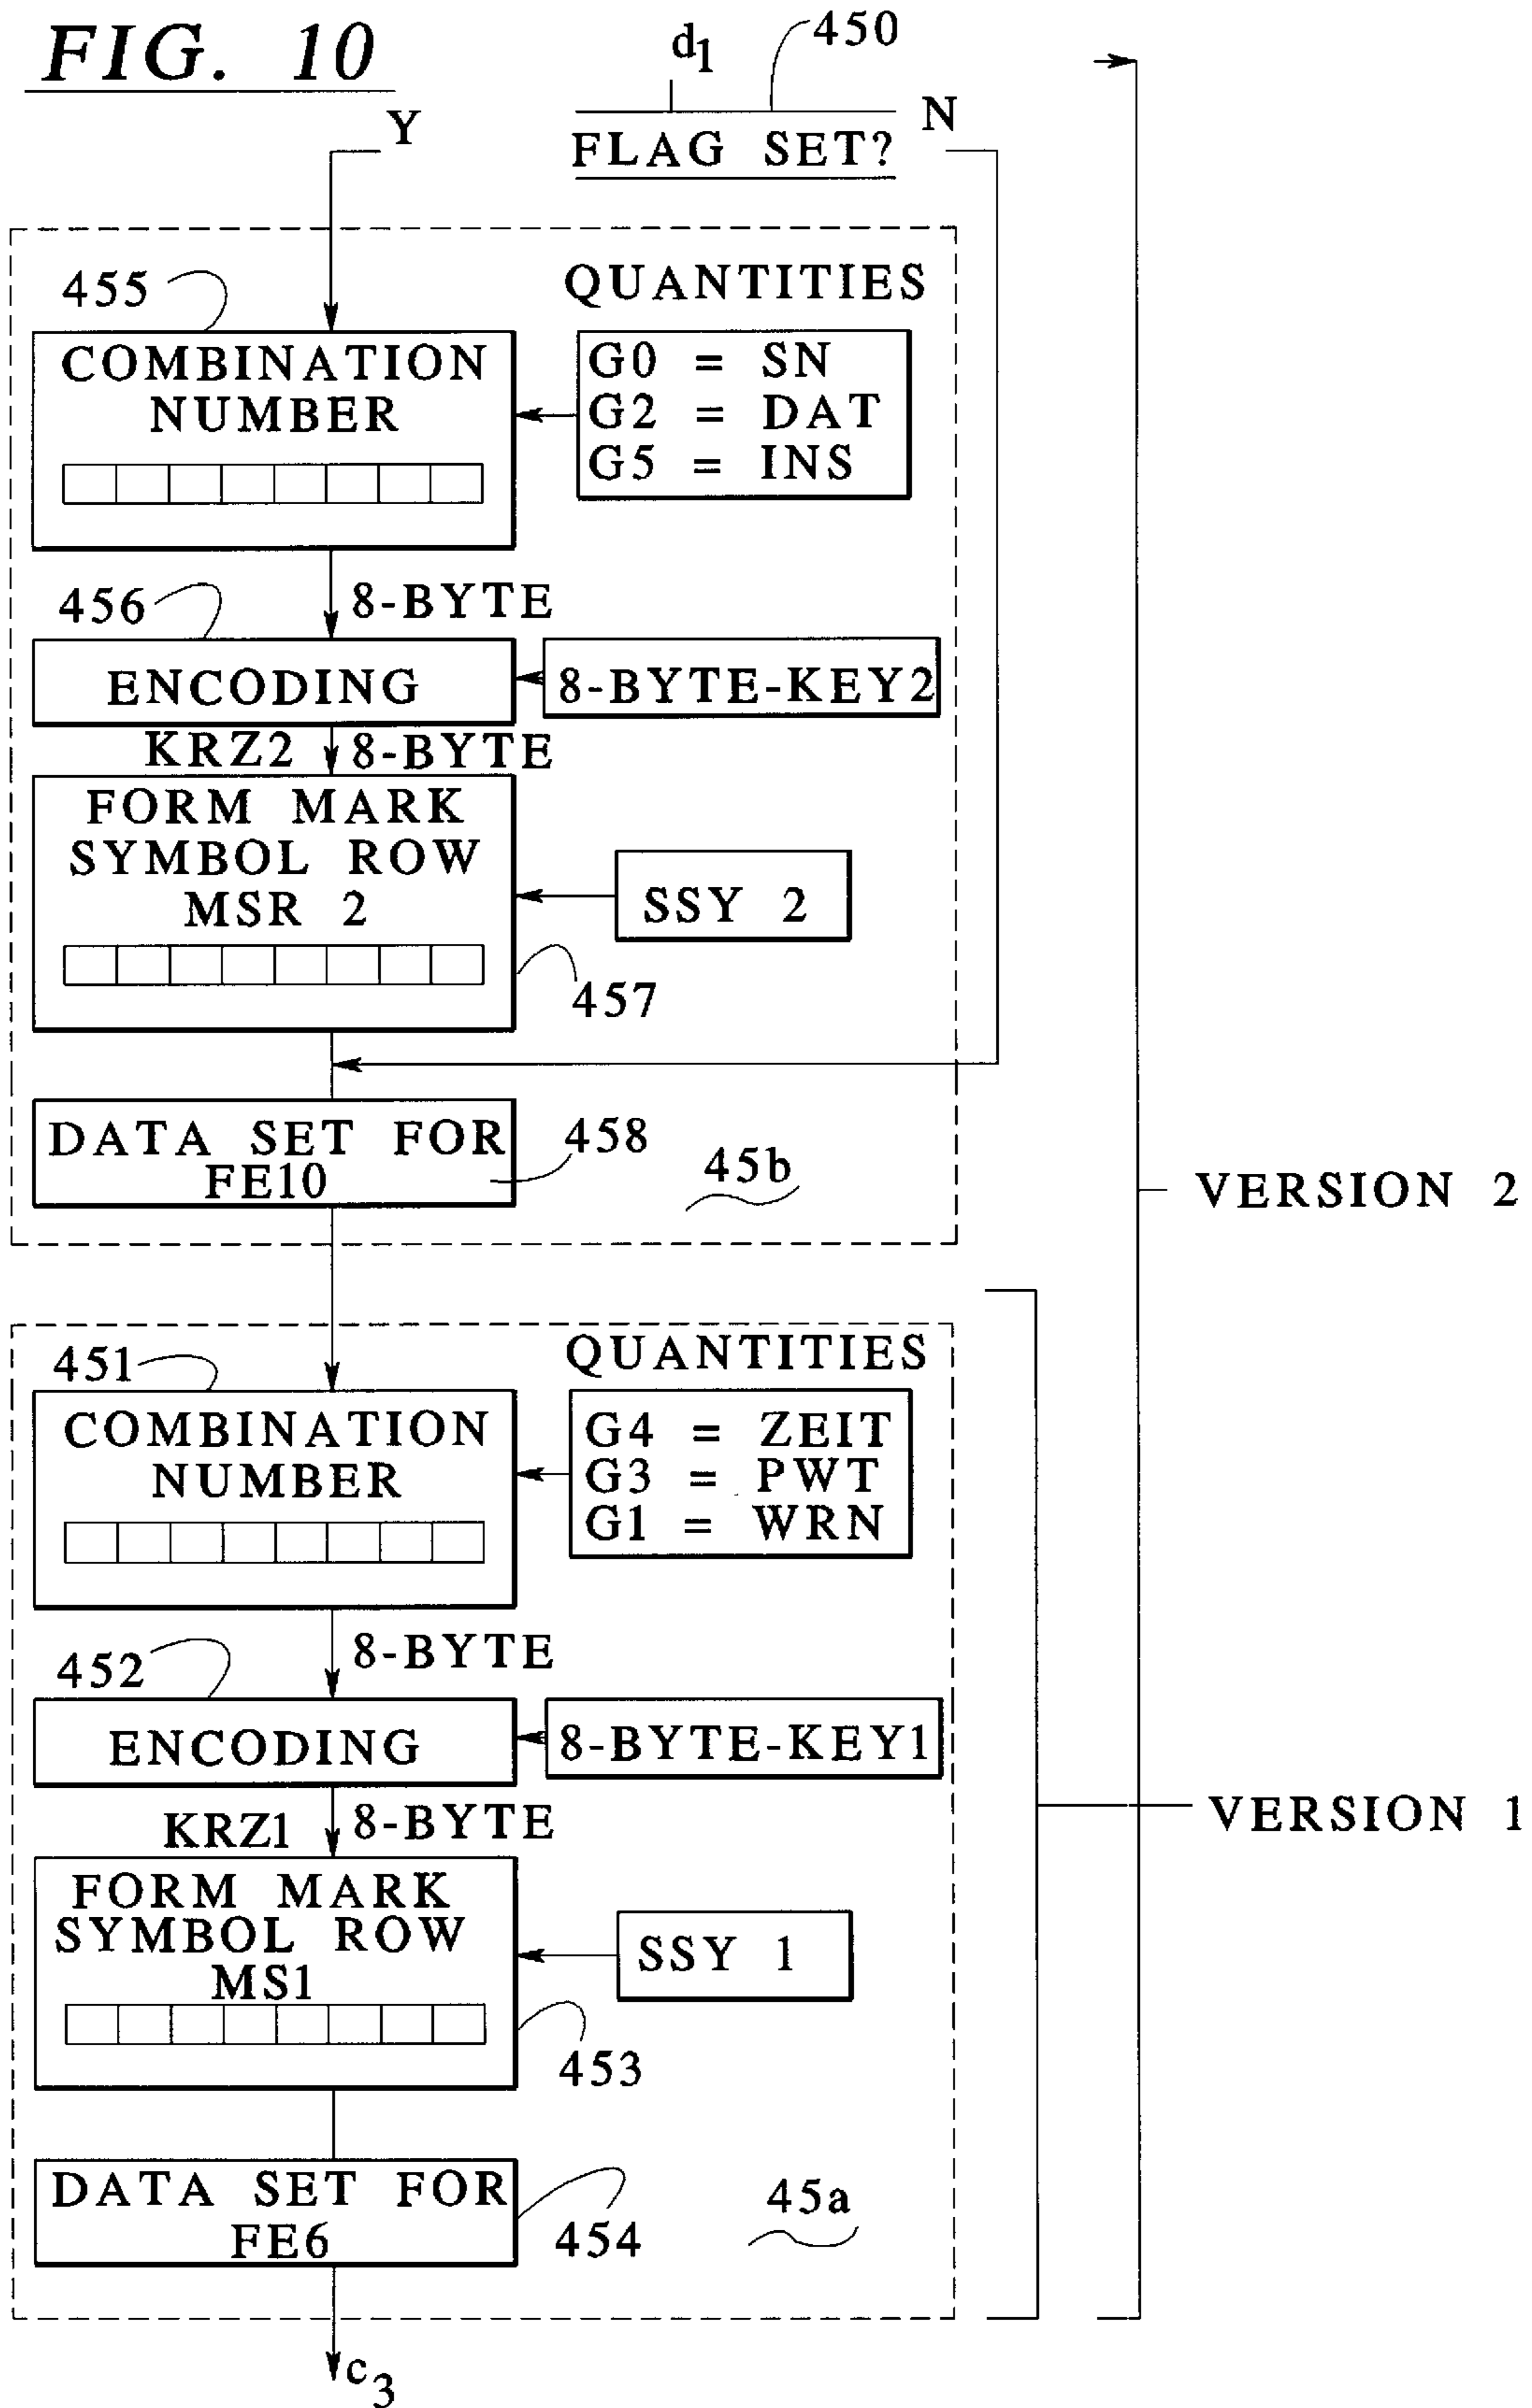 FIG. 10
d1
450
Y
FLAG SET?
N
455
QUANTITIES
COMBINATION
NUMBER
G0 = SN
G2 = DAT
G5 = INS
456
8-BYTE
ENCODING
8-BYTE-KEY2
KRZ2
8-BYTE
FORM MARK
SYMBOL ROW
MSR 2
SSY 2
457
DATA SET FOR
FE10
458
45b
VERSION 2
451
QUANTITIES
COMBINATION
NUMBER
G4 = ZEIT
G3 = PWT
G1 = WRN
452
8-BYTE
ENCODING
8-BYTE-KEY1
KRZ1
8-BYTE
VERSION 1
FORM MARK
SYMBOL ROW
MS1
SSY 1
453
DATA SET FOR
FE6
454
45a
c3